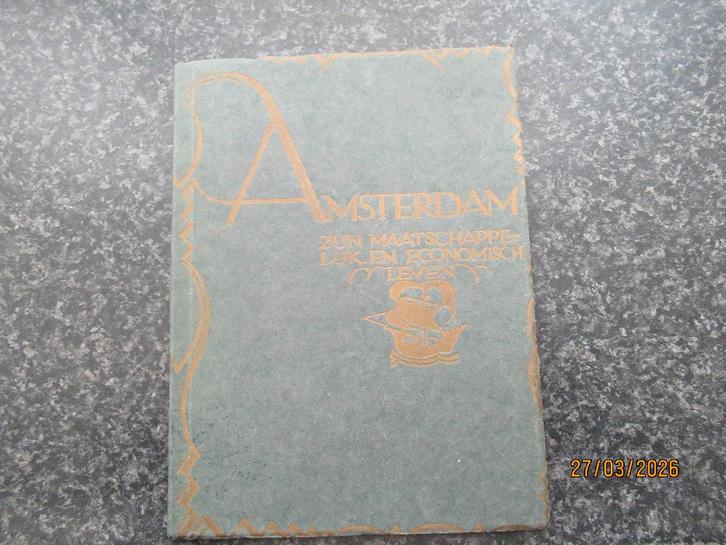 AMSTERDAM
ZIJN MAATSCHAPPE-
LIJK EN ECONOMISCH
LEVEN
27/03/2026